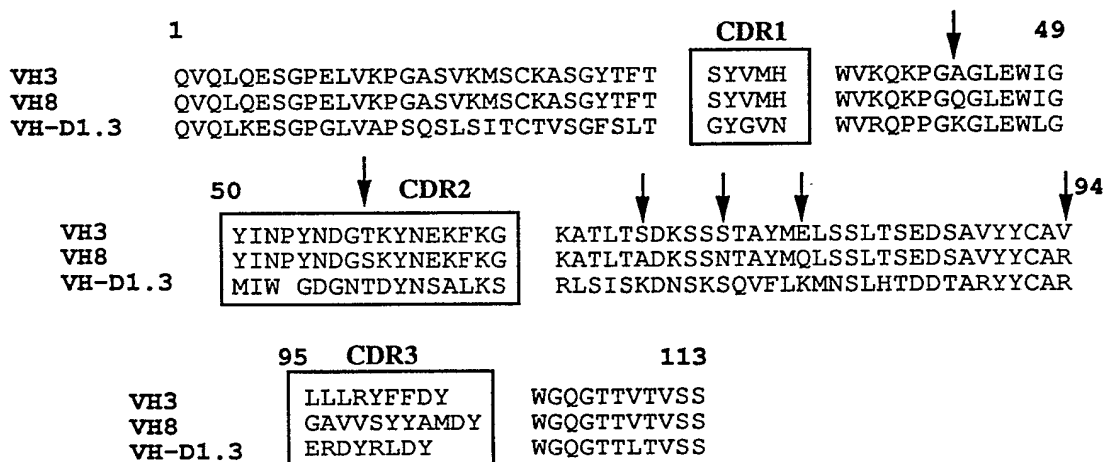 1 CDR1 49
VH3 QVQLQESGPELVKPGASVKMSCKASGYTFT SYVMH WVKQKPGAGLEWIG
VH8 QVQLQESGPELVKPGASVKMSCKASGYTFT SYVMH WVKQKPGQGLEWIG
VH-D1.3 QVQLKESGPGLVAPSQSLSITCTVSGFSLT GYGVN WVRQPPGKGLEWLG
50 CDR2 94
VH3 YINPYNDGTKYNEKFKG KATLTSDKSSSTAYMELSSLTSEDSAVYYCAV
VH8 YINPYNDGSKYNEKFKG KATLTADKSSNTAYMQLSSLTSEDSAVYYCAR
VH-D1.3 MIW GDGNTDYNSALKS RLSISKDNSKSQVFLKMNSLHTDDTARYYCAR
95 CDR3 113
VH3 LLLRYFFDY WGQGTTVTVSS
VH8 GAVVSYYAMDY WGQGTTVTVSS
VH-D1.3 ERDYRLDY WGQGTTLTVSS